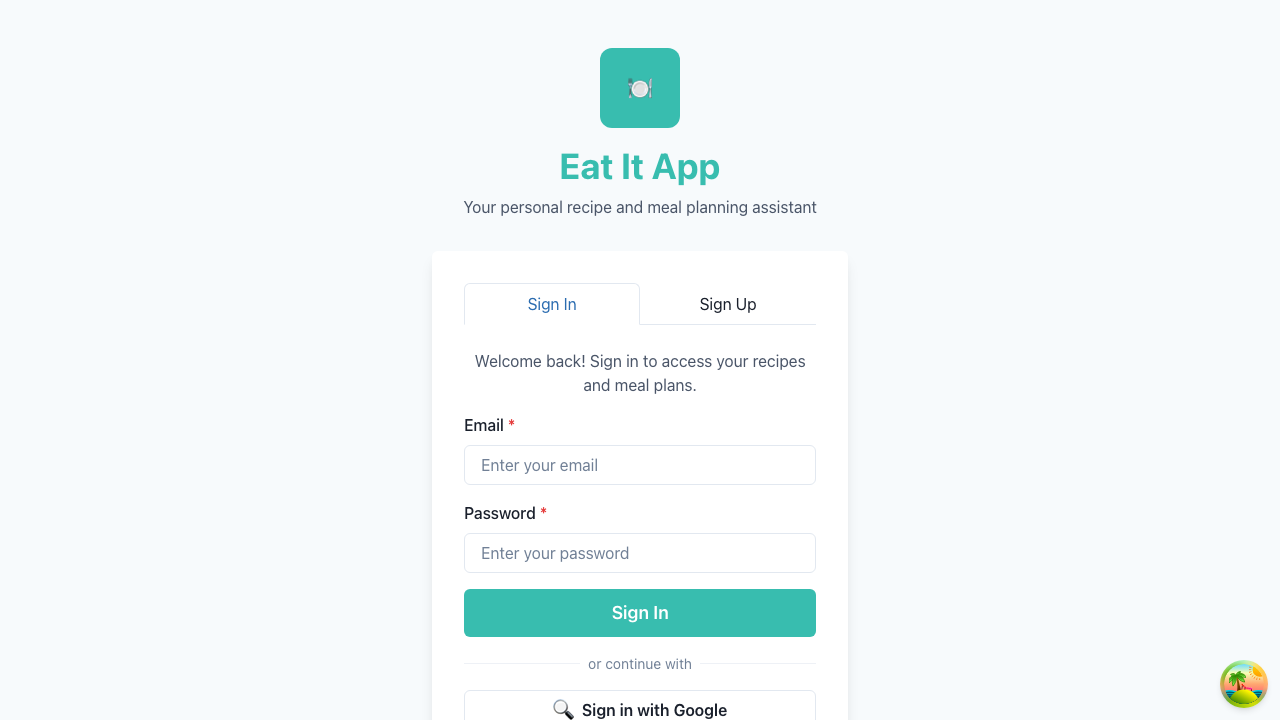 Eat It App
Your personal recipe and meal planning assistant
Sign In
Sign Up
Welcome back! Sign in to access your recipes
and meal plans.
Email *
Enter your email
Password *
Enter your password
Sign In
or continue with
Sign in with Google